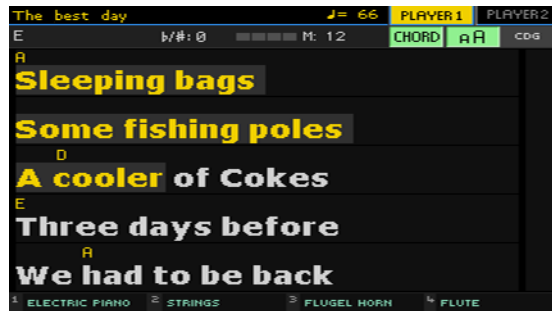 The best day ♩= 66 PLAYER 1 PLAYER 2
E ♭/#: 0 M: 12 CHORD AA CDG
A
Sleeping bags
Some fishing poles
D
A cooler of Cokes
E
Three days before
A
We had to be back
1 ELECTRIC PIANO 2 STRINGS 3 FLUGEL HORN 4 FLUTE